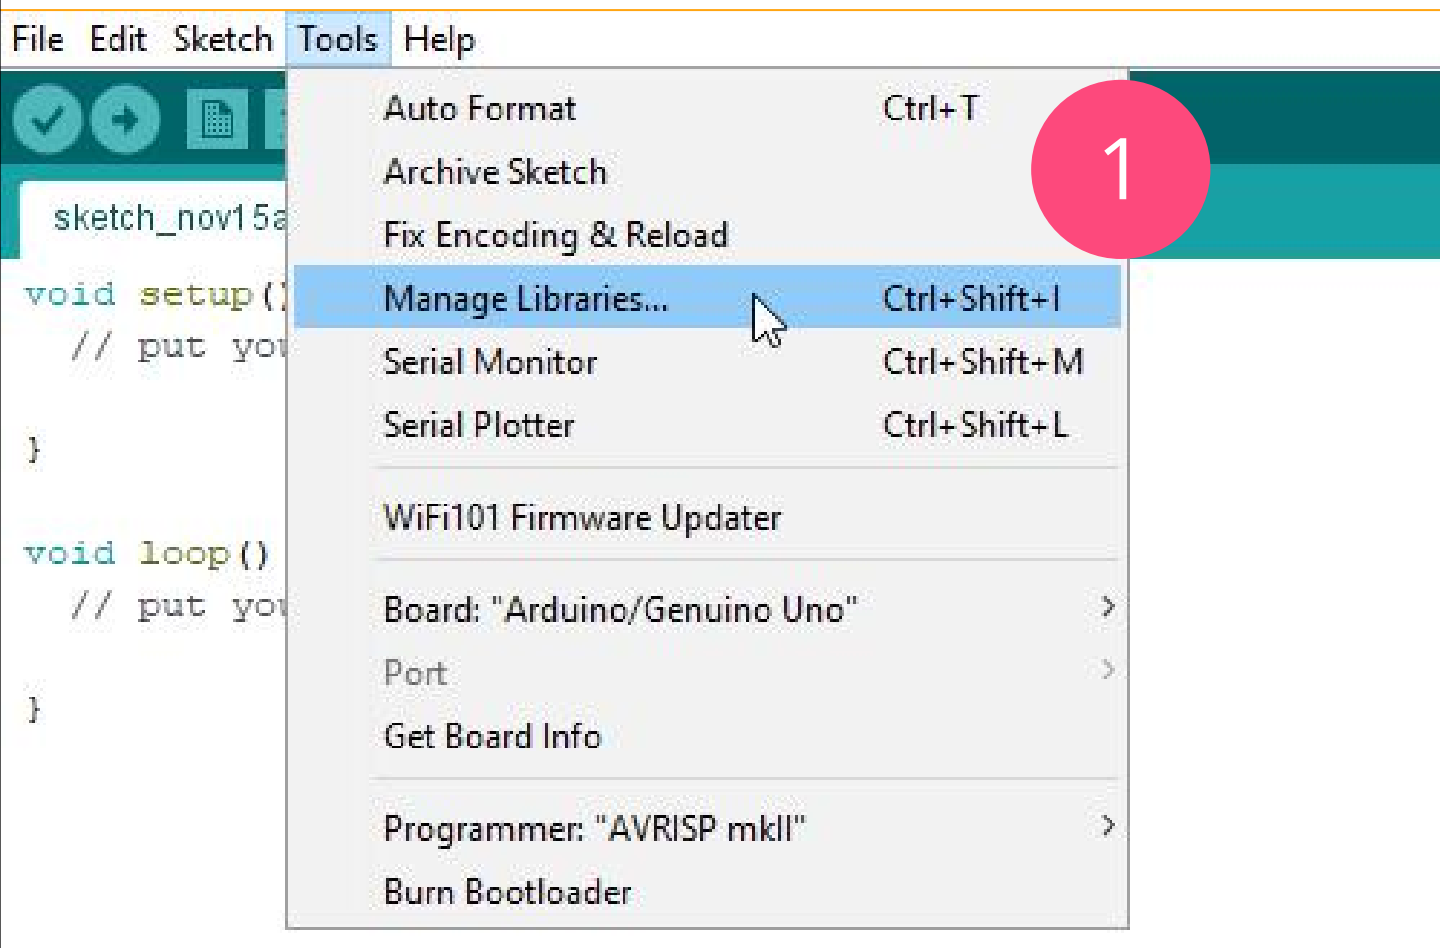 File Edit Sketch Tools Help
Auto Format Ctrl+T
1
Archive Sketch
sketch_nov15a
Fix Encoding & Reload
void setup()
Manage Libraries... Ctrl+Shift+I
// put
Serial Monitor Ctrl+Shift+M
Serial Plotter Ctrl+Shift+L
}
WiFi101 Firmware Updater
void loop()
// put
Board: "Arduino/Genuino Uno"
Port
}
Get Board Info
Programmer: "AVRISP mkII"
Burn Bootloader